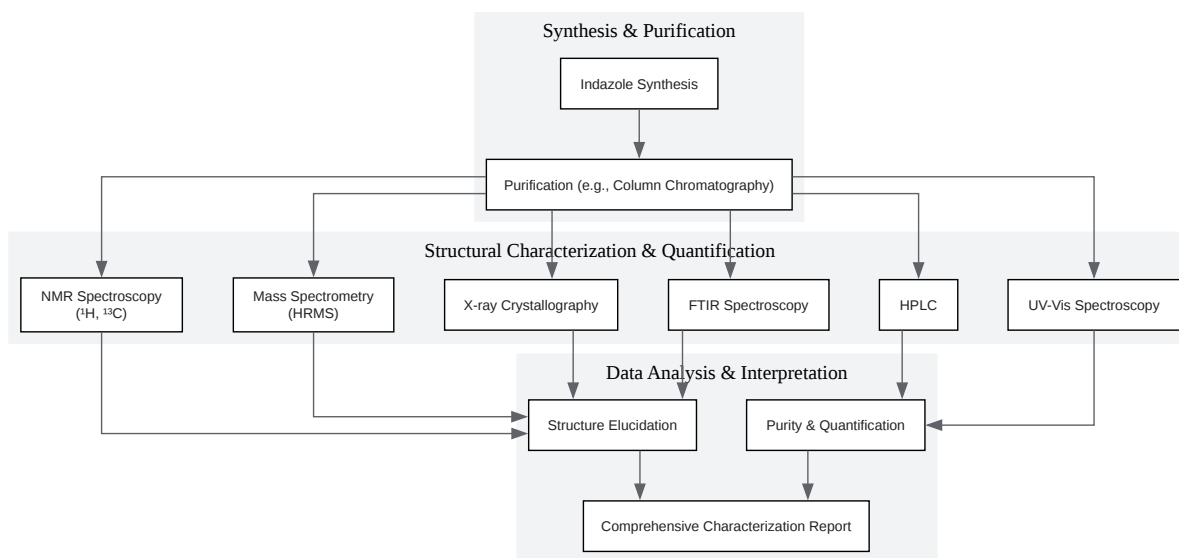 Synthesis & Purification
Indazole Synthesis
Purification (e.g., Column Chromatography)
Structural Characterization & Quantification
NMR Spectroscopy
(¹H, ¹³C)
Mass Spectrometry
(HRMS)
X-ray Crystallography
FTIR Spectroscopy
HPLC
UV-Vis Spectroscopy
Data Analysis & Interpretation
Structure Elucidation
Purity & Quantification
Comprehensive Characterization Report